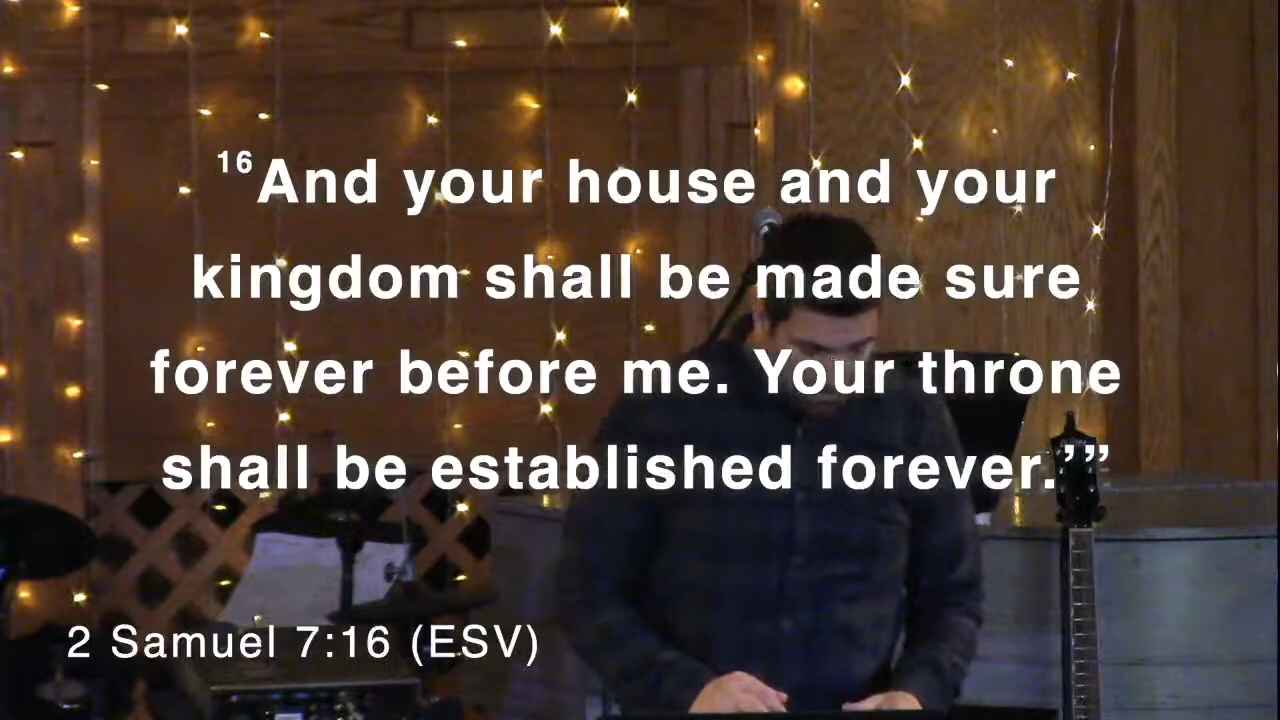 16And your house and your
kingdom shall be made sure
forever before me. Your throne
shall be established forever.’”
2 Samuel 7:16 (ESV)